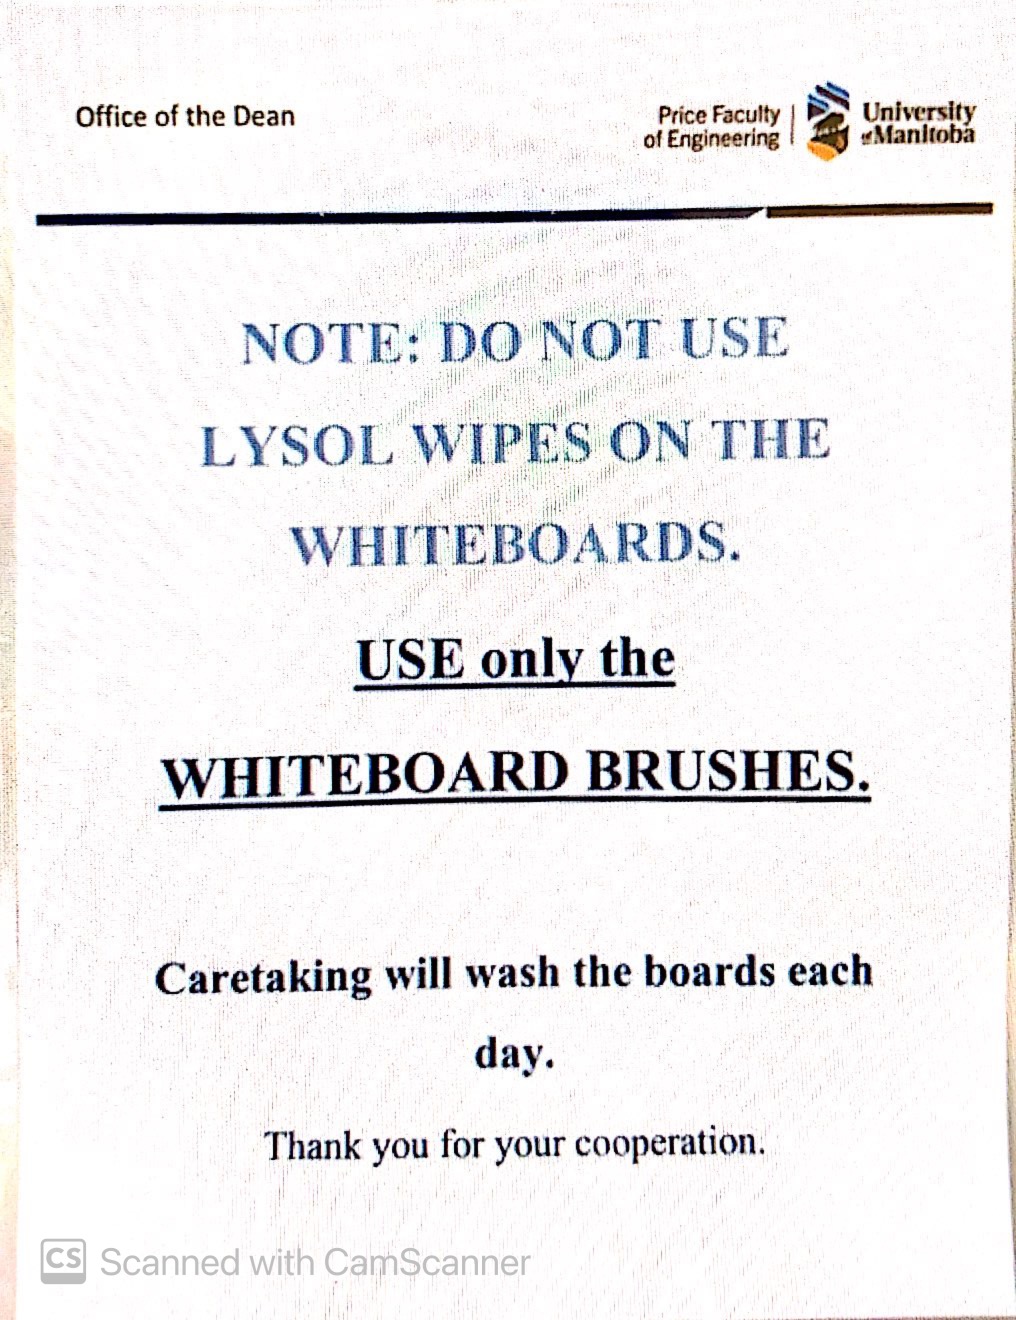 Office of the Dean
Price Faculty
of Engineering
University
of Manitoba
NOTE: DO NOT USE
LYSOL WIPES ON THE
WHITEBOARDS.
USE only the
WHITEBOARD BRUSHES.
Caretaking will wash the boards each
day.
Thank you for your cooperation.
CS Scanned with CamScanner